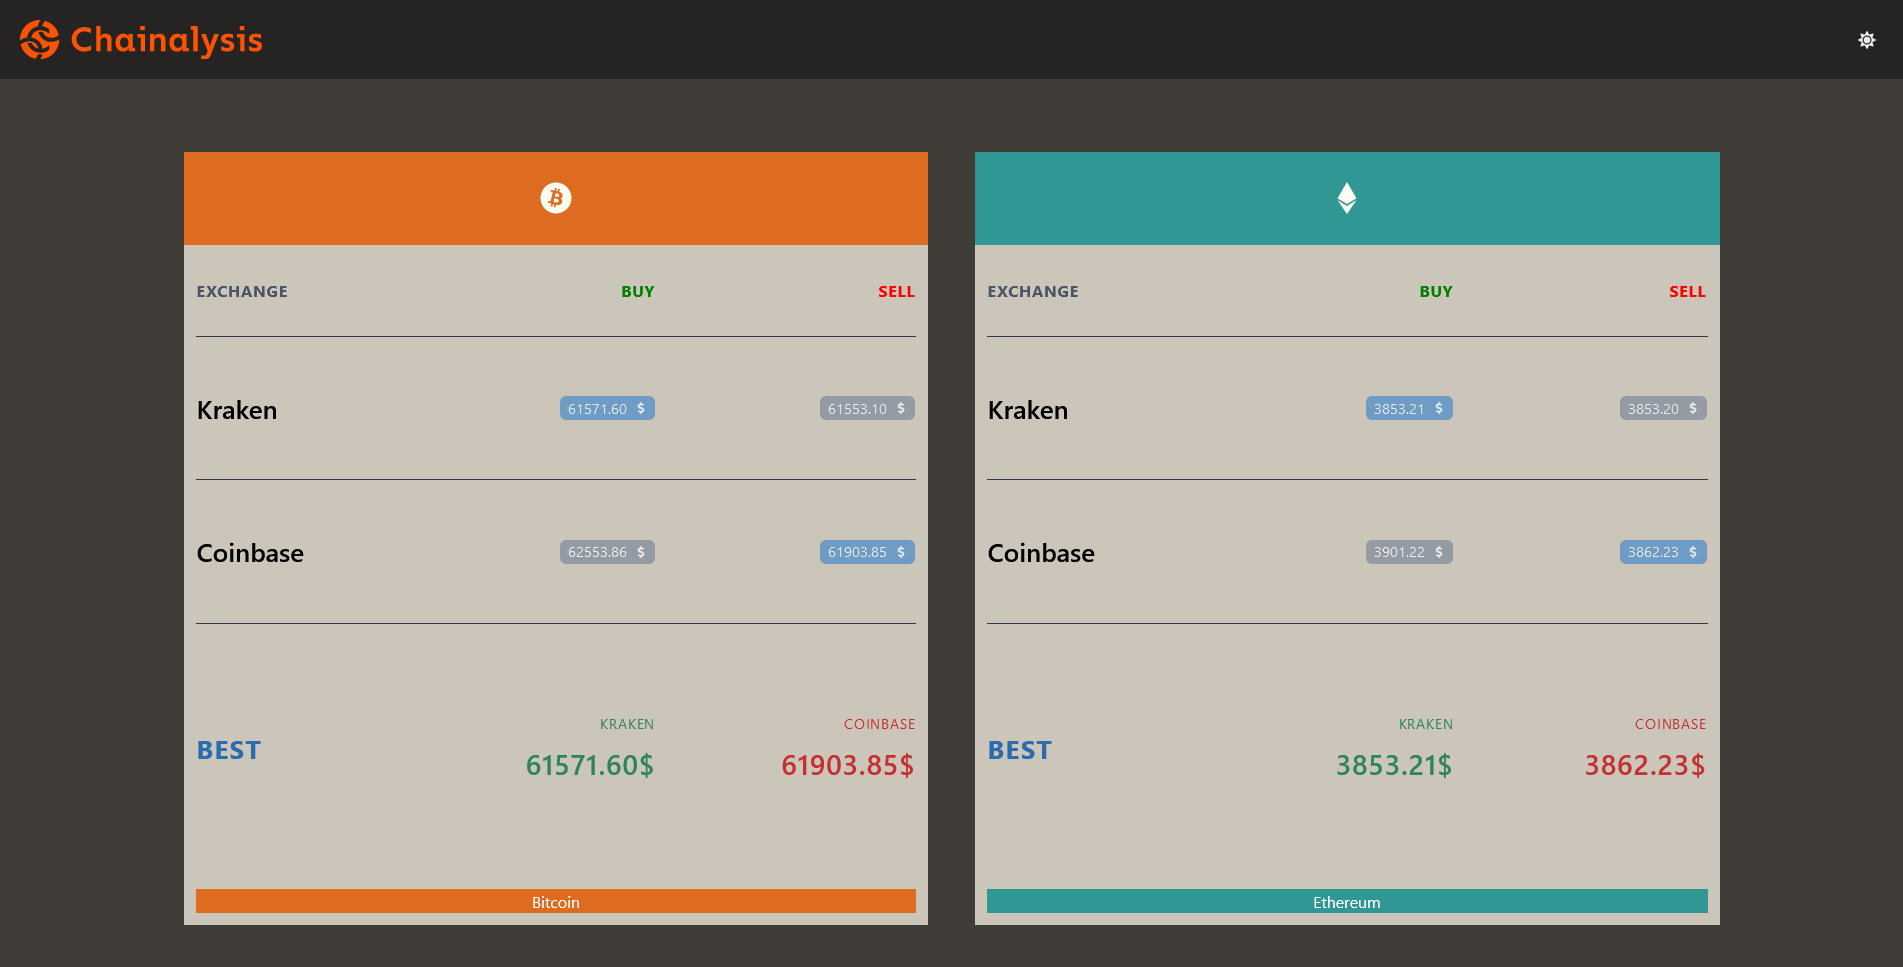 Chainalysis
EXCHANGE BUY SELL
Kraken 61571.60 $ 61553.10 $
Coinbase 62553.86 $ 61903.85 $
KRAKEN COINBASE
BEST 61571.60$ 61903.85$
Bitcoin
EXCHANGE BUY SELL
Kraken 3853.21 $ 3853.20 $
Coinbase 3901.22 $ 3862.23 $
KRAKEN COINBASE
BEST 3853.21$ 3862.23$
Ethereum